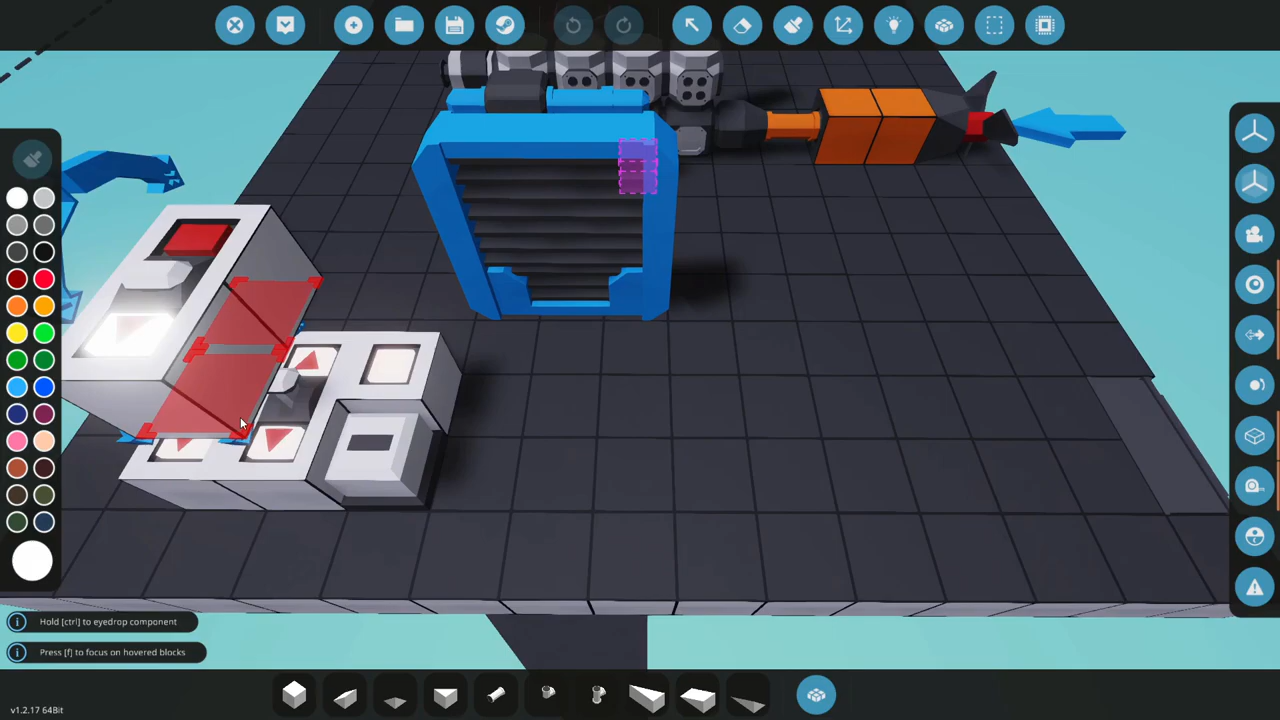 Hold [ctrl] to eyedrop component
Press [f] to focus on hovered blocks
v1.2.17 64Bit